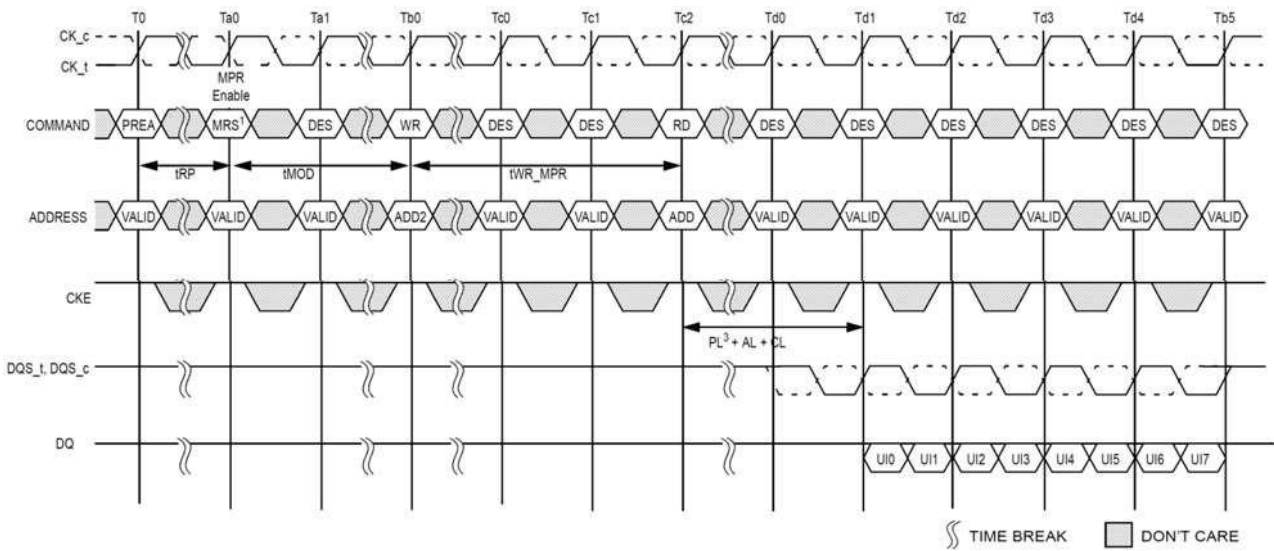 T0 Ta0 Ta1 Tb0 Tc0 Tc1 Tc2 Td0 Td1 Td2 Td3 Td4 Tb5
CK_c
CK_t
MPR
Enable
COMMAND PREA MRS¹ DES WR DES DES RD DES DES DES DES DES DES
tRP tMOD tWR_MPR
ADDRESS VALID VALID VALID ADD2 VALID VALID ADD VALID VALID VALID VALID VALID VALID
CKE
PL³ + AL + CL
DQS_t, DQS_c
DQ UI0 UI1 UI2 UI3 UI4 UI5 UI6 UI7
TIME BREAK DON'T CARE